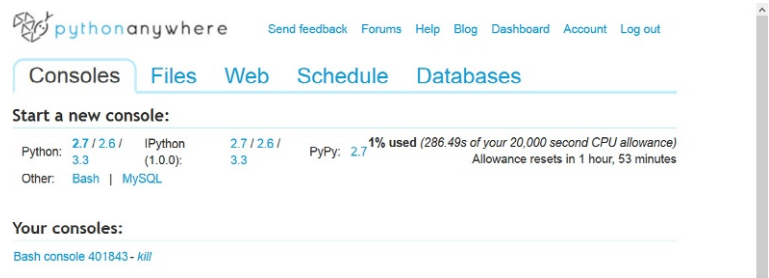 pythonanywhere
Send feedback Forums Help Blog Dashboard Account Log out
Consoles Files Web Schedule Databases
Start a new console:
Python: 2.7 / 2.6 / 3.3 IPython (1.0.0): 2.7 / 2.6 / 3.3 PyPy: 2.7
1% used (286.49s of your 20,000 second CPU allowance)
Allowance resets in 1 hour, 53 minutes
Other: Bash | MySQL
Your consoles:
Bash console 401843 - kill